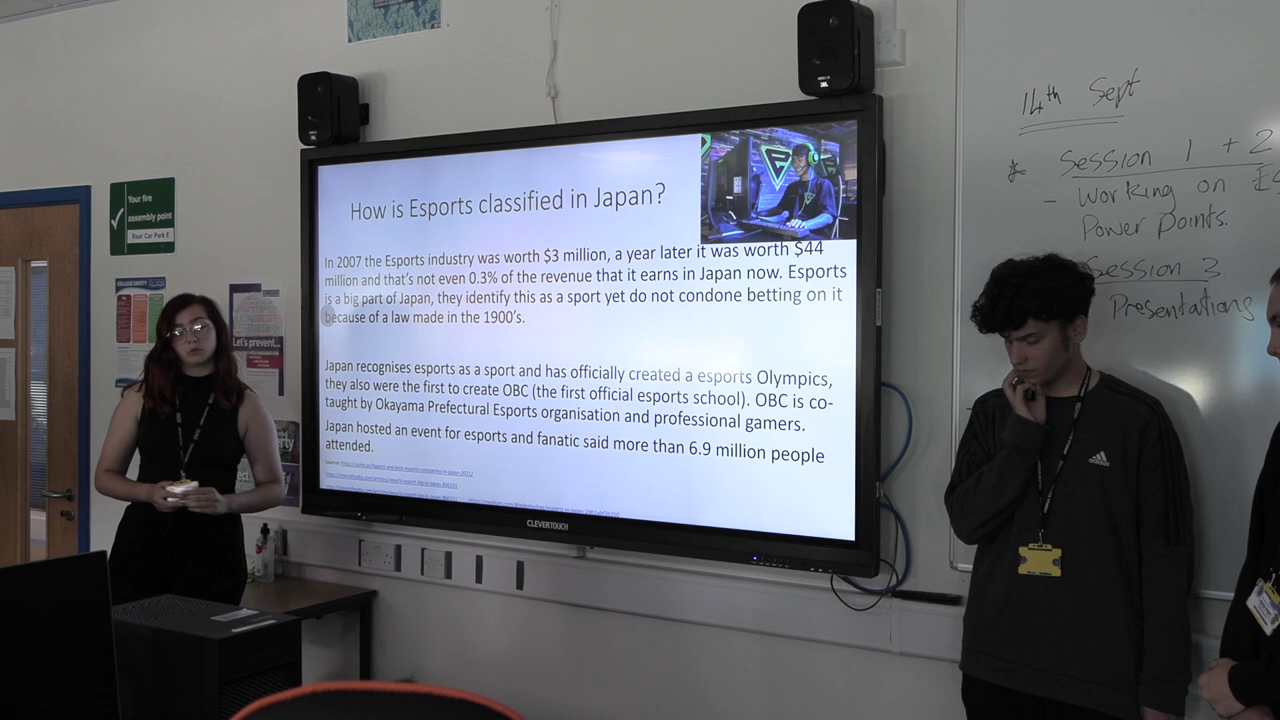 14th Sept
Session 1 + 2
- Working on
Power Points.
Session 3
Presentations
Your fire
assembly point
Rear Car Park E
COLLEGE SAFETY
Let's prevent...
How is Esports classified in Japan?
In 2007 the Esports industry was worth $3 million, a year later it was worth $44
million and that's not even 0.3% of the revenue that it earns in Japan now. Esports
is a big part of Japan, they identify this as a sport yet do not condone betting on it
because of a law made in the 1900's.
Japan recognises esports as a sport and has officially created a esports Olympics,
they also were the first to create OBC (the first official esports school). OBC is co-
taught by Okayama Prefectural Esports organisation and professional gamers.
Japan hosted an event for esports and fanatic said more than 6.9 million people
attended.
CLEVERTOUCH
adidas
JBL